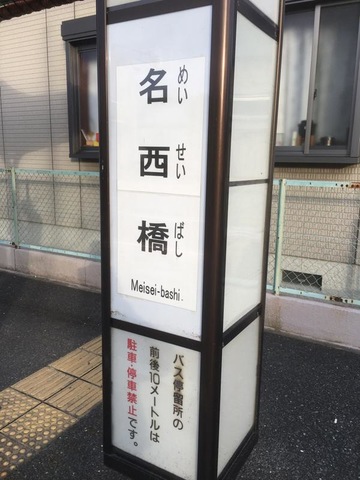 名西橋
めい せい ばし
Meisei-bashi
バス停留所の
前後10メートルは
駐車・停車禁止です。